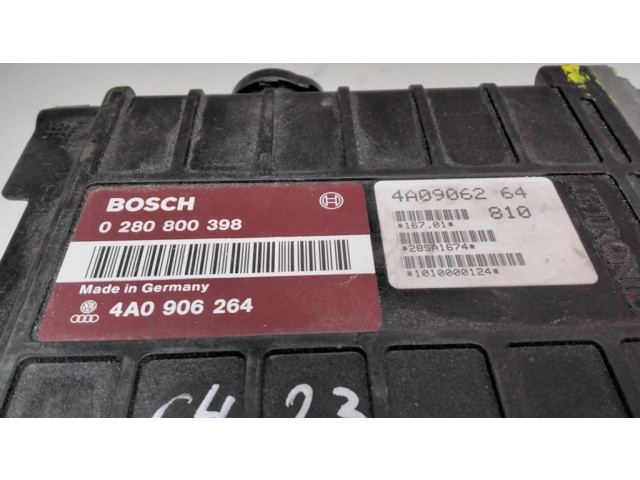 BOSCH
0 280 800 398
Made in Germany
4A0 906 264
4A09062 64
810
*167.01*
*289A1674*
*1010000124*
C4 23